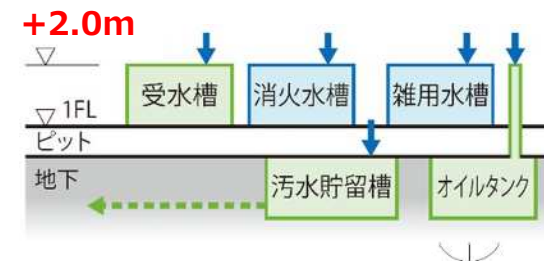 +2.0m
受水槽
消火水槽
雑用水槽
1FL
ピット
地下
汚水貯留槽
オイルタンク